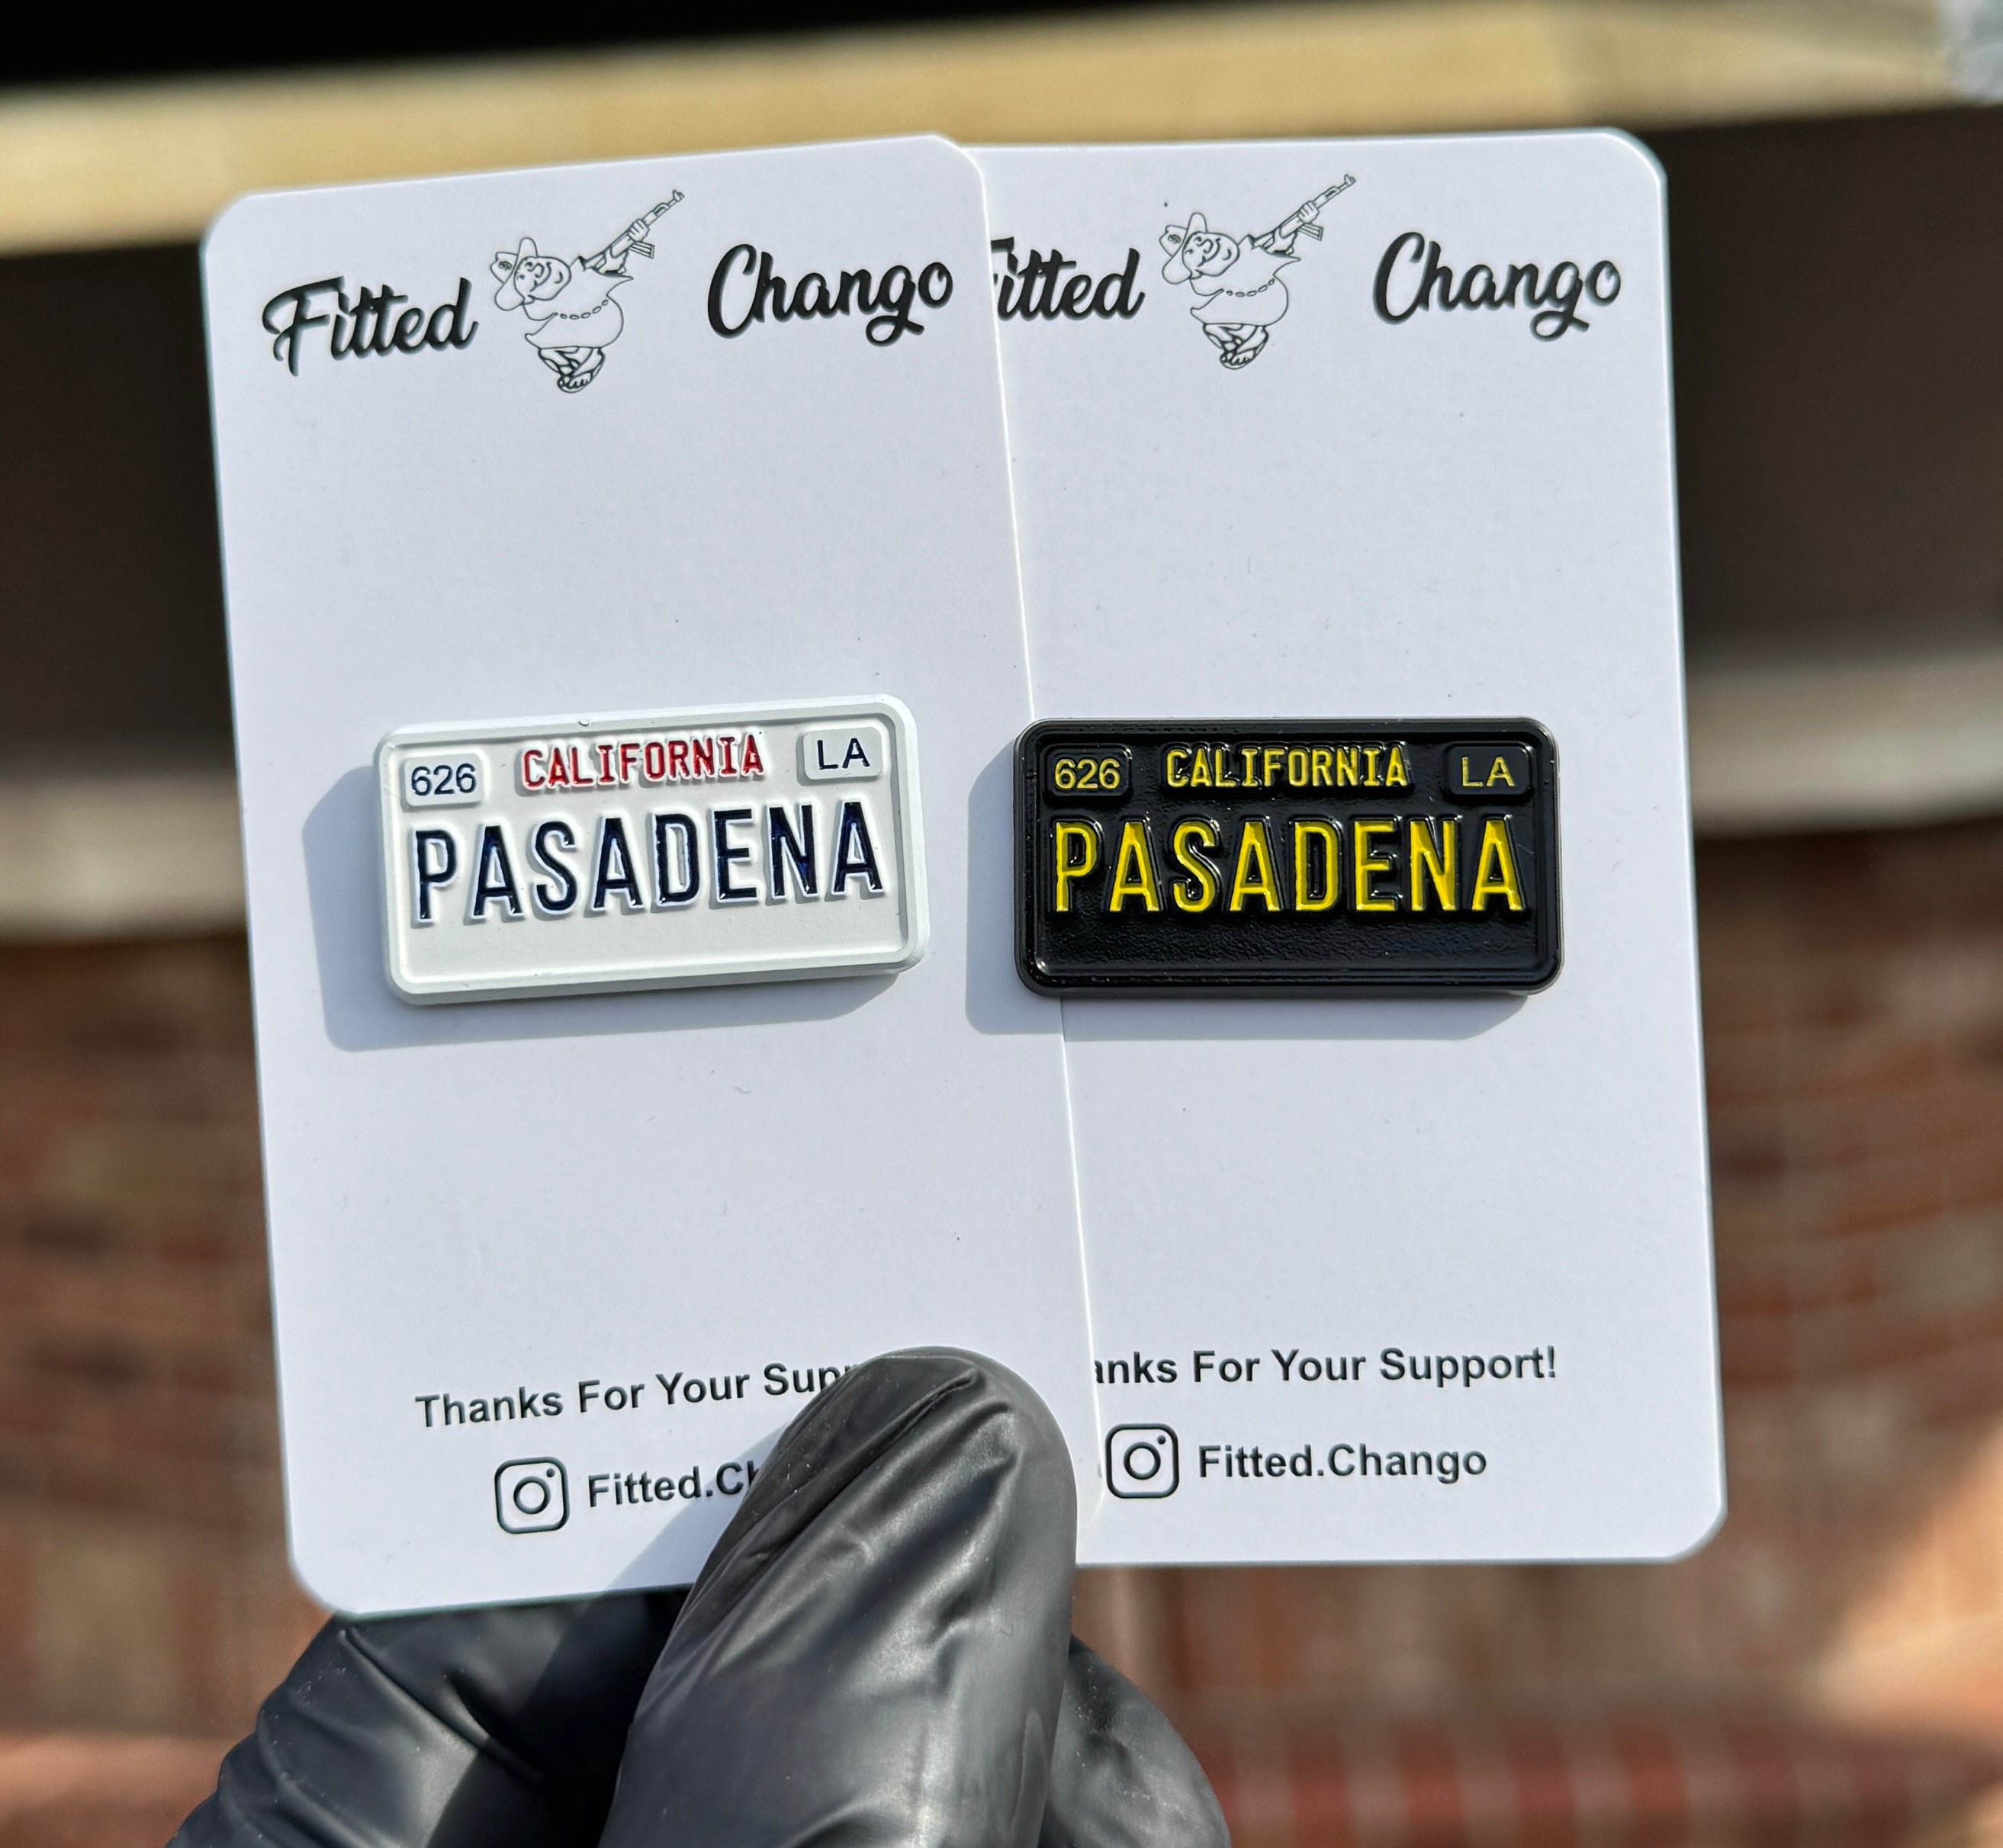 Fitted Chango
626 CALIFORNIA LA
PASADENA
Thanks For Your Supp
Fitted.Ch
itted Chango
626 CALIFORNIA LA
PASADENA
anks For Your Support!
Fitted.Chango